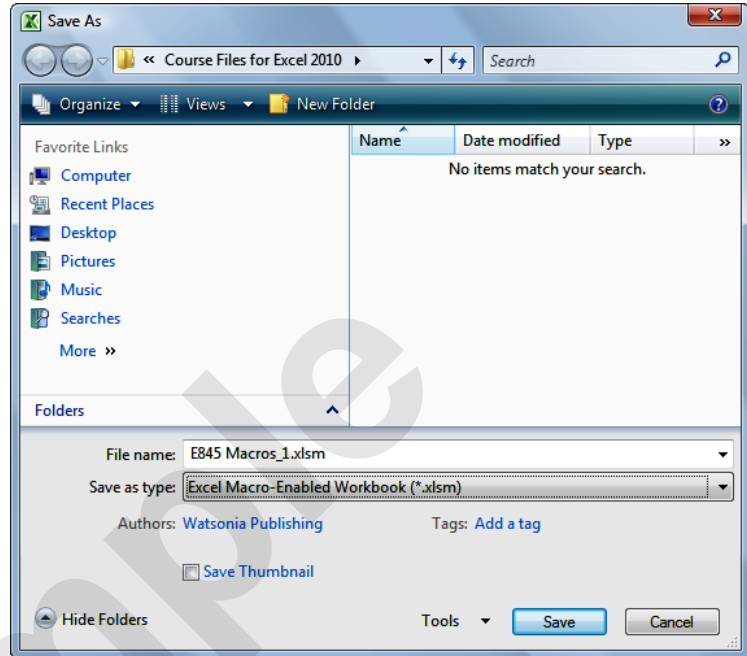 Save As
« Course Files for Excel 2010
Search
Organize Views New Folder
Favorite Links
Computer
Recent Places
Desktop
Pictures
Music
Searches
More »
Folders
Name Date modified Type »
No items match your search.
File name: E845 Macros_1.xlsm
Save as type: Excel Macro-Enabled Workbook (*.xlsm)
Authors: Watsonia Publishing Tags: Add a tag
Save Thumbnail
Hide Folders Tools Save Cancel